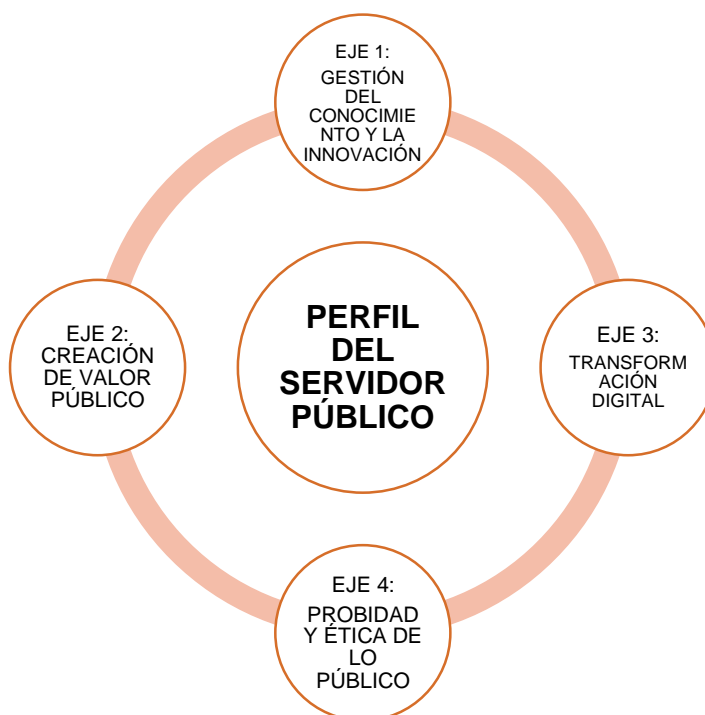 EJE 1:
GESTIÓN
DEL
CONOCIMIE
NTO Y LA
INNOVACIÓN
EJE 2:
CREACIÓN
DE VALOR
PÚBLICO
PERFIL
DEL
SERVIDOR
PÚBLICO
EJE 3:
TRANSFORM
ACIÓN
DIGITAL
EJE 4:
PROBIDAD
Y ÉTICA DE
LO
PÚBLICO